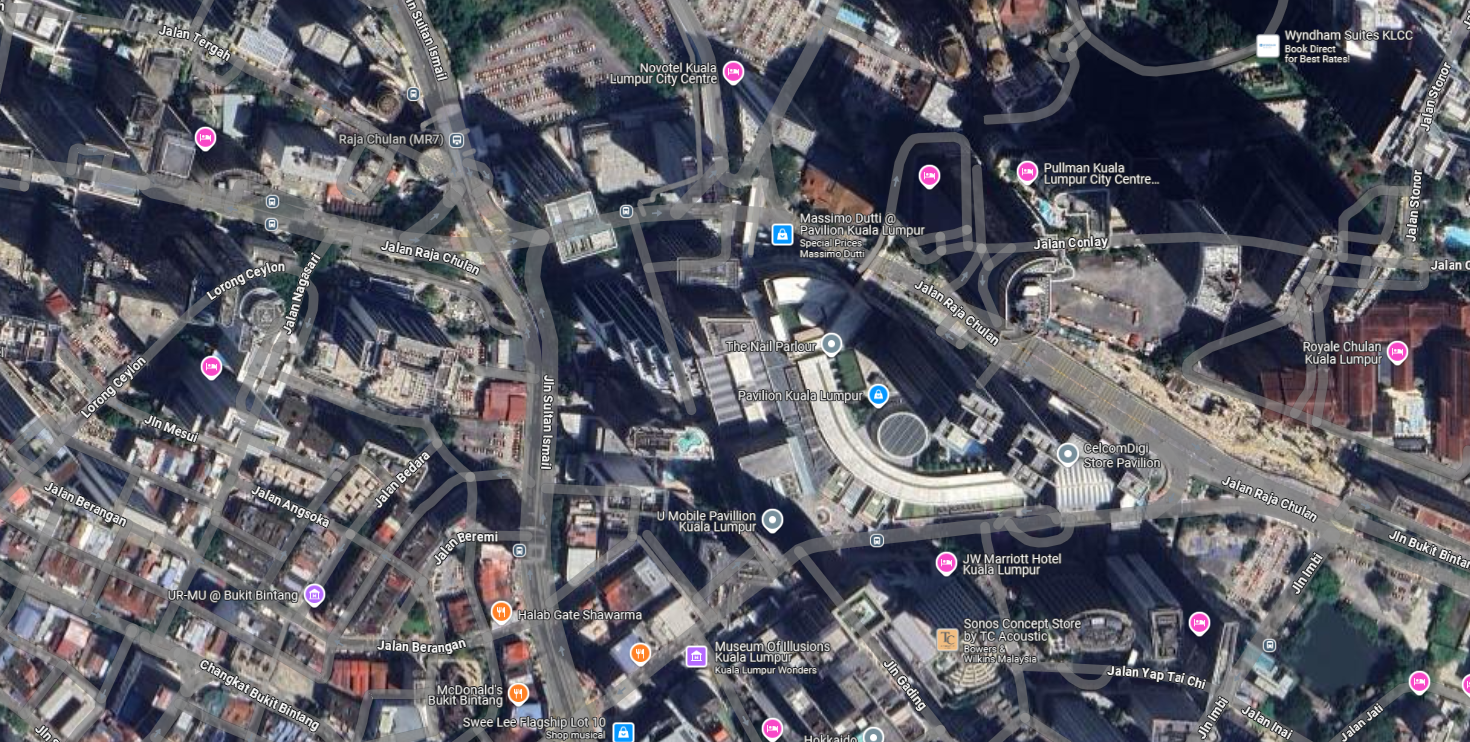 Jalan Tengah
Jln Sultan Ismail
Novotel Kuala
Lumpur City Centre
Wyndham Suites KLCC
Book Direct
for Best Rates!
Jalan Stonor
Raja Chulan (MR7)
Pullman Kuala
Lumpur City Centre...
Jalan Stonor
Massimo Dutti @
Pavilion Kuala Lumpur
Special Prices
Massimo Dutti
Jalan Conlay
Jalan C
Jalan Raja Chulan
Lorong Ceylon
Jalan Nagasari
Jalan Raja Chulan
The Nail Parlour
Royale Chulan
Kuala Lumpur
Lorong Ceylon
Pavilion Kuala Lumpur
Jln Mesui
Jln Sultan Ismail
CelcomDigi
Store Pavilion
Jalan Bedara
Jalan Berangan
Jalan Angsoka
Jalan Raja Chulan
U Mobile Pavillion
Kuala Lumpur
Jalan Beremi
Jln Bukit Bintang
JW Marriott Hotel
Kuala Lumpur
Jln Imbi
UR-MU @ Bukit Bintang
Halab Gate Shawarma
Sonos Concept Store
by TC Acoustic
Bowers &
Wilkins Malaysia
TC
Jalan Berangan
Museum Of Illusions
Kuala Lumpur
Kuala Lumpur Wonders
Changkat Bukit Bintang
Jln Gading
Jalan Yap Tai Chi
McDonald's
Bukit Bintang
Swee Lee Flagship Lot 10
Shop musical
Hokkaido
Jln Imbi
Jalan Inai
Jalan Jati